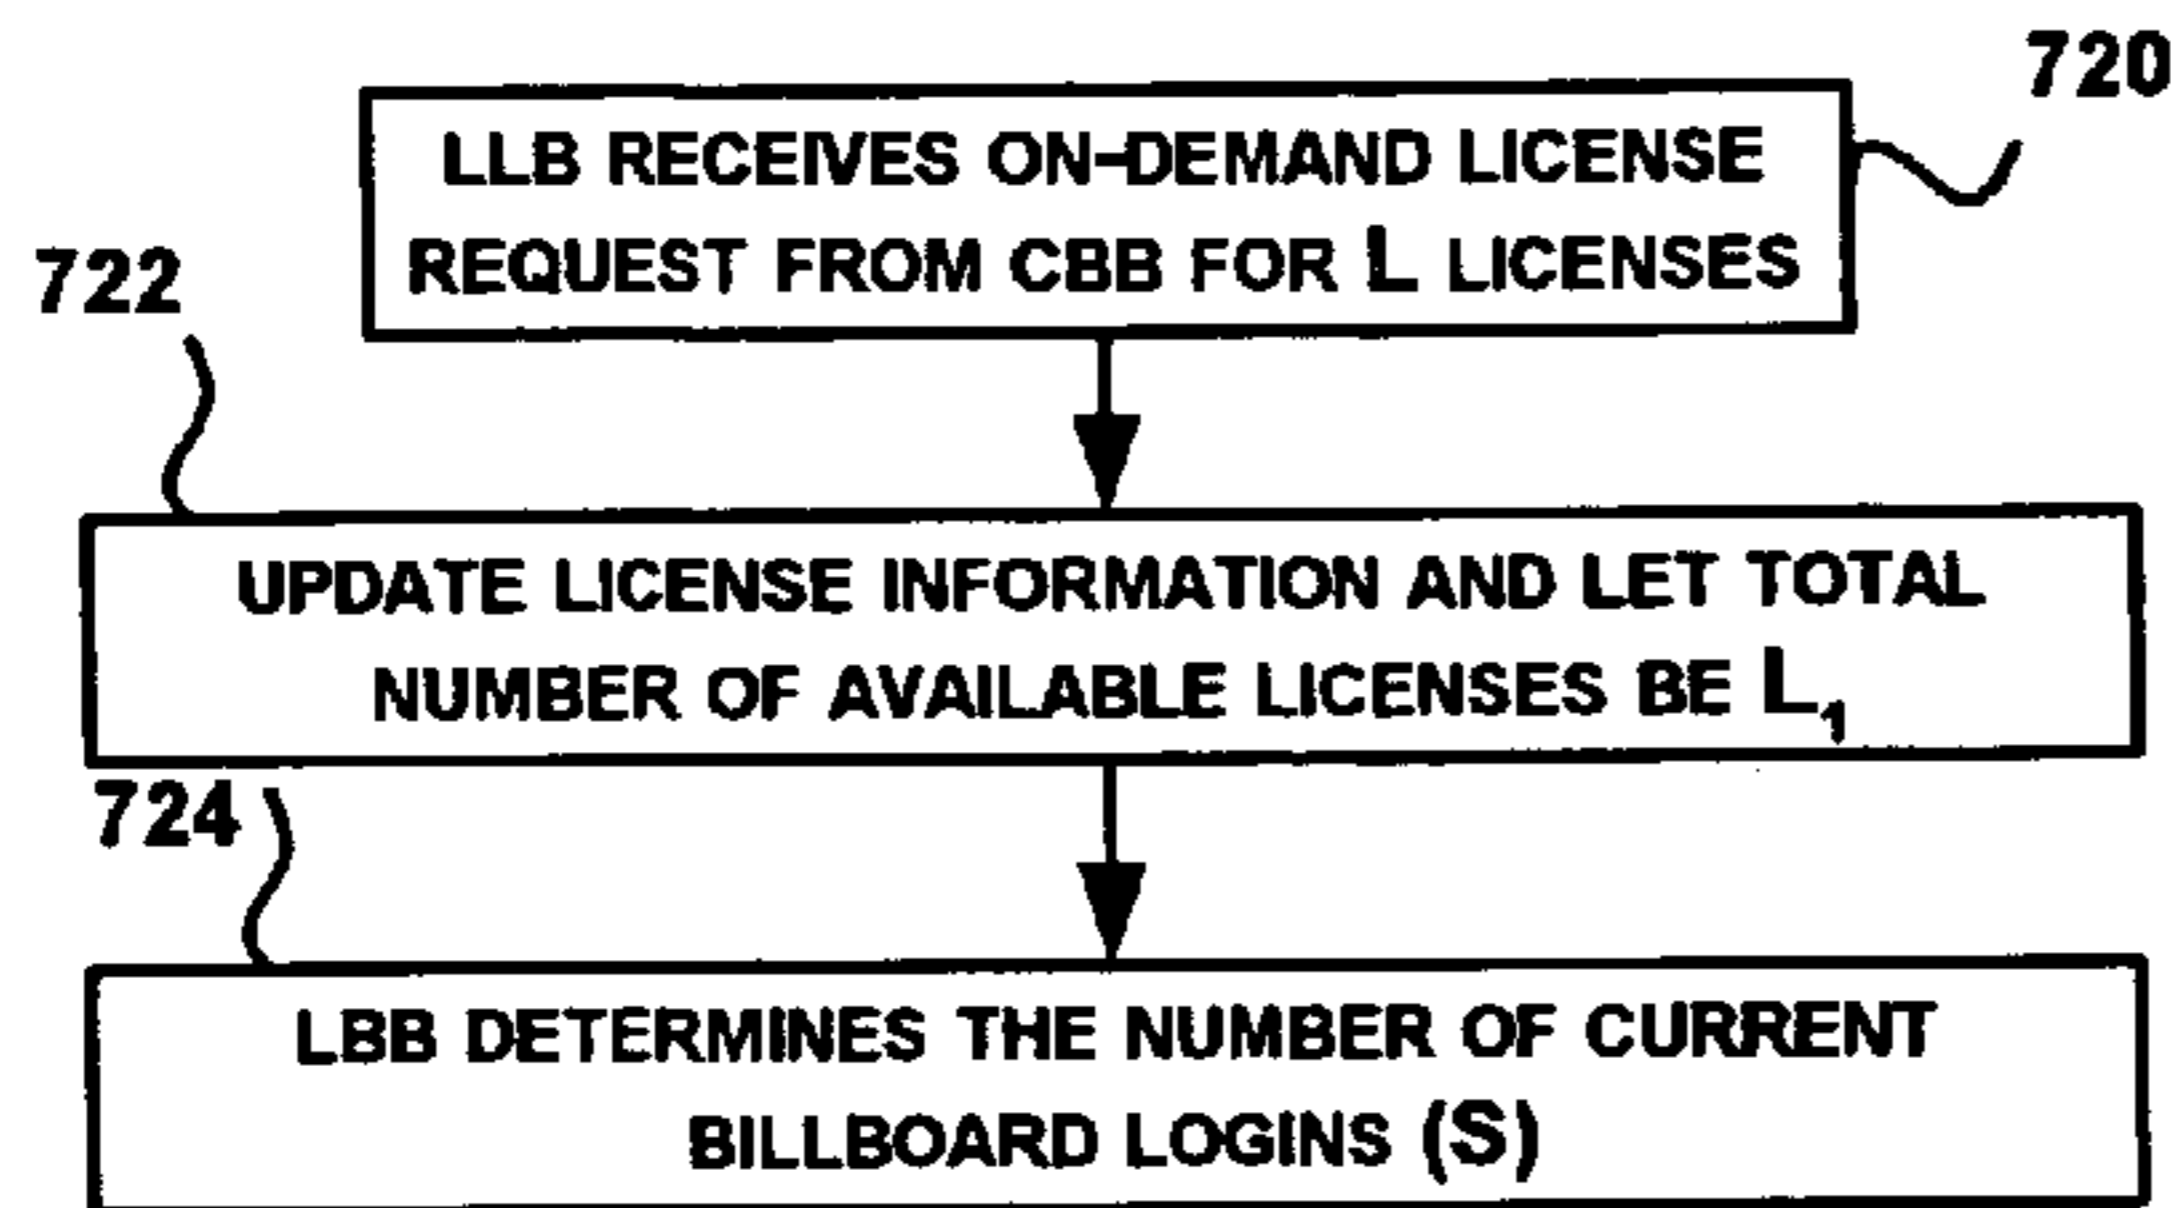 720
LLB RECEIVES ON-DEMAND LICENSE
REQUEST FROM CBB FOR L LICENSES
722
UPDATE LICENSE INFORMATION AND LET TOTAL
NUMBER OF AVAILABLE LICENSES BE L₁
724
LBB DETERMINES THE NUMBER OF CURRENT
BILLBOARD LOGINS (S)